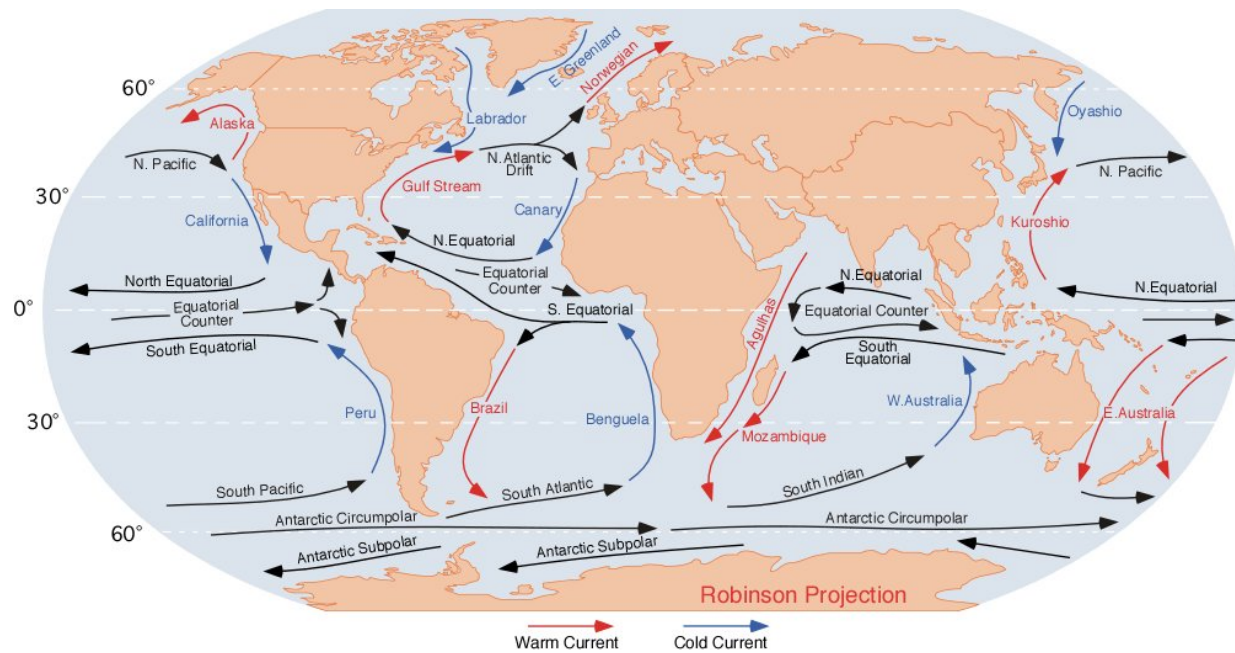 E. Greenland
Norwegian
60°
60°
Alaska
Labrador
Oyashio
N. Pacific
N. Atlantic
Drift
N. Pacific
30°
Gulf Stream
California
Canary
Kuroshio
N.Equatorial
North Equatorial
Equatorial
Counter
N.Equatorial
N.Equatorial
0°
Equatorial
Counter
S. Equatorial
Agulhas
Equatorial Counter
South Equatorial
South
Equatorial
Peru
Brazil
Benguela
W.Australia
E.Australia
30°
Mozambique
South Pacific
South Atlantic
South Indian
Antarctic Circumpolar
Antarctic Circumpolar
Antarctic Subpolar
Antarctic Subpolar
Robinson Projection
Warm Current
Cold Current